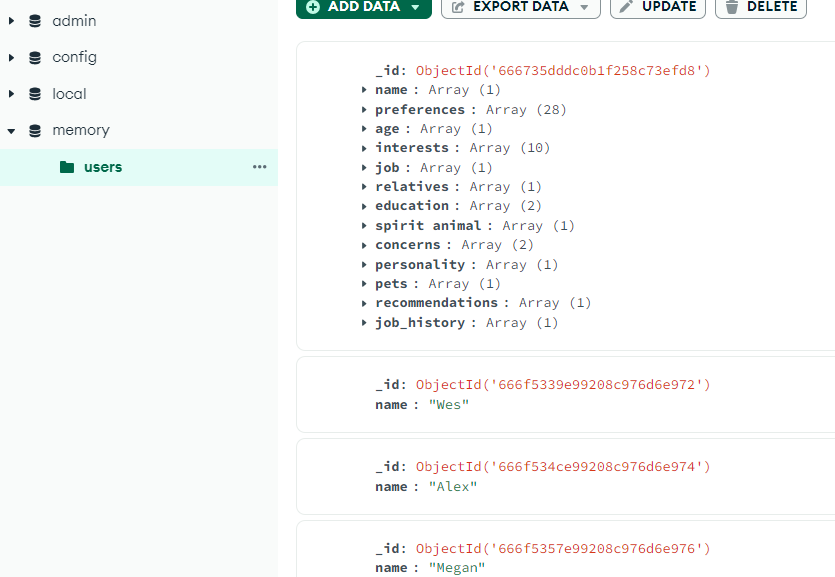 admin
config
local
memory
users
ADD DATA
EXPORT DATA
UPDATE
DELETE
_id: ObjectId('666735dddc0b1f258c73efd8')
name : Array (1)
preferences : Array (28)
age : Array (1)
interests : Array (10)
job : Array (1)
relatives : Array (1)
education : Array (2)
spirit animal : Array (1)
concerns : Array (2)
personality : Array (1)
pets : Array (1)
recommendations : Array (1)
job_history : Array (1)
_id: ObjectId('666f5339e99208c976d6e972')
name : "Wes"
_id: ObjectId('666f534ce99208c976d6e974')
name : "Alex"
_id: ObjectId('666f5357e99208c976d6e976')
name : "Megan"